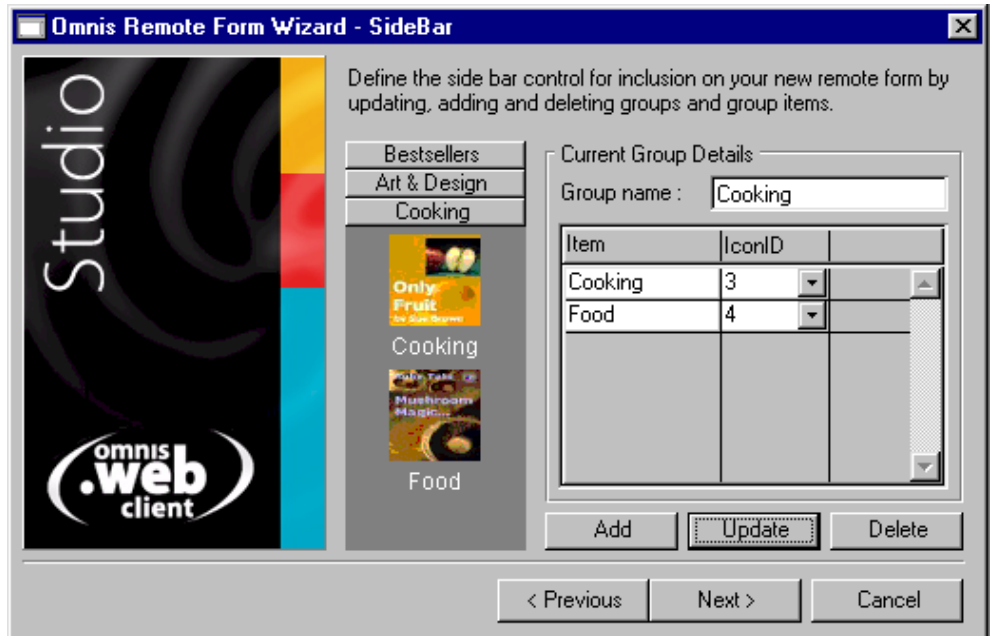 Omnis Remote Form Wizard - SideBar
Studio
omnis
.web
client
Define the side bar control for inclusion on your new remote form by
updating, adding and deleting groups and group items.
Bestsellers
Art & Design
Cooking
Only
Fruit
by Sue Brown
Cooking
Mushroom
Magic...
Food
Current Group Details
Group name : Cooking
Item IconID
Cooking 3
Food 4
Add Update Delete
< Previous Next > Cancel